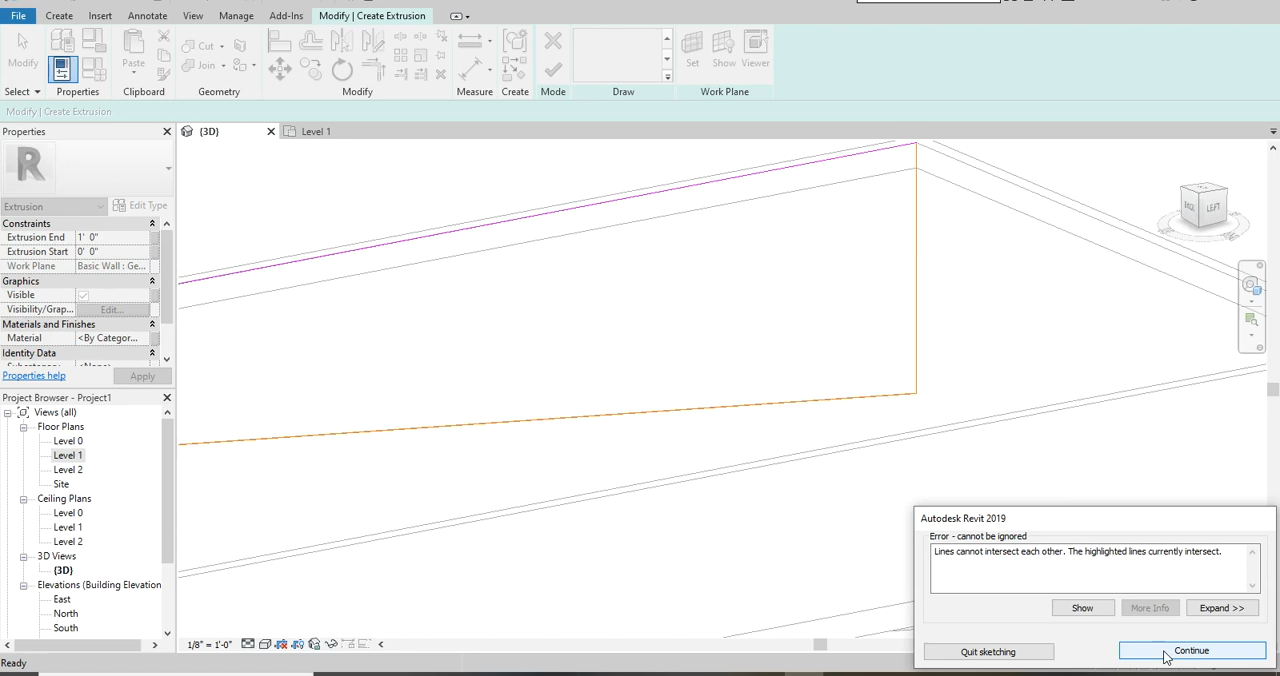 File Create Insert Annotate View Manage Add-Ins Modify | Create Extrusion
Modify Paste Cut Join Set Show Viewer
Select Properties Clipboard Geometry Modify Measure Create Mode Draw Work Plane
Modify | Create Extrusion
Properties
{3D}
Level 1
R
Extrusion
Edit Type
Constraints
Extrusion End 1' 0"
Extrusion Start 0' 0"
Work Plane Basic Wall : Ge...
Graphics
Visible
Visibility/Grap... Edit...
Materials and Finishes
Material <By Categor...
Identity Data
Properties help
Apply
Project Browser - Project1
Views (all)
Floor Plans
Level 0
Level 1
Level 2
Site
Ceiling Plans
Level 0
Level 1
Level 2
3D Views
{3D}
Elevations (Building Elevation
East
North
South
LEFT
1/8" = 1'-0"
Ready
Autodesk Revit 2019
Error - cannot be ignored
Lines cannot intersect each other. The highlighted lines currently intersect.
Show More Info Expand >>
Quit sketching Continue